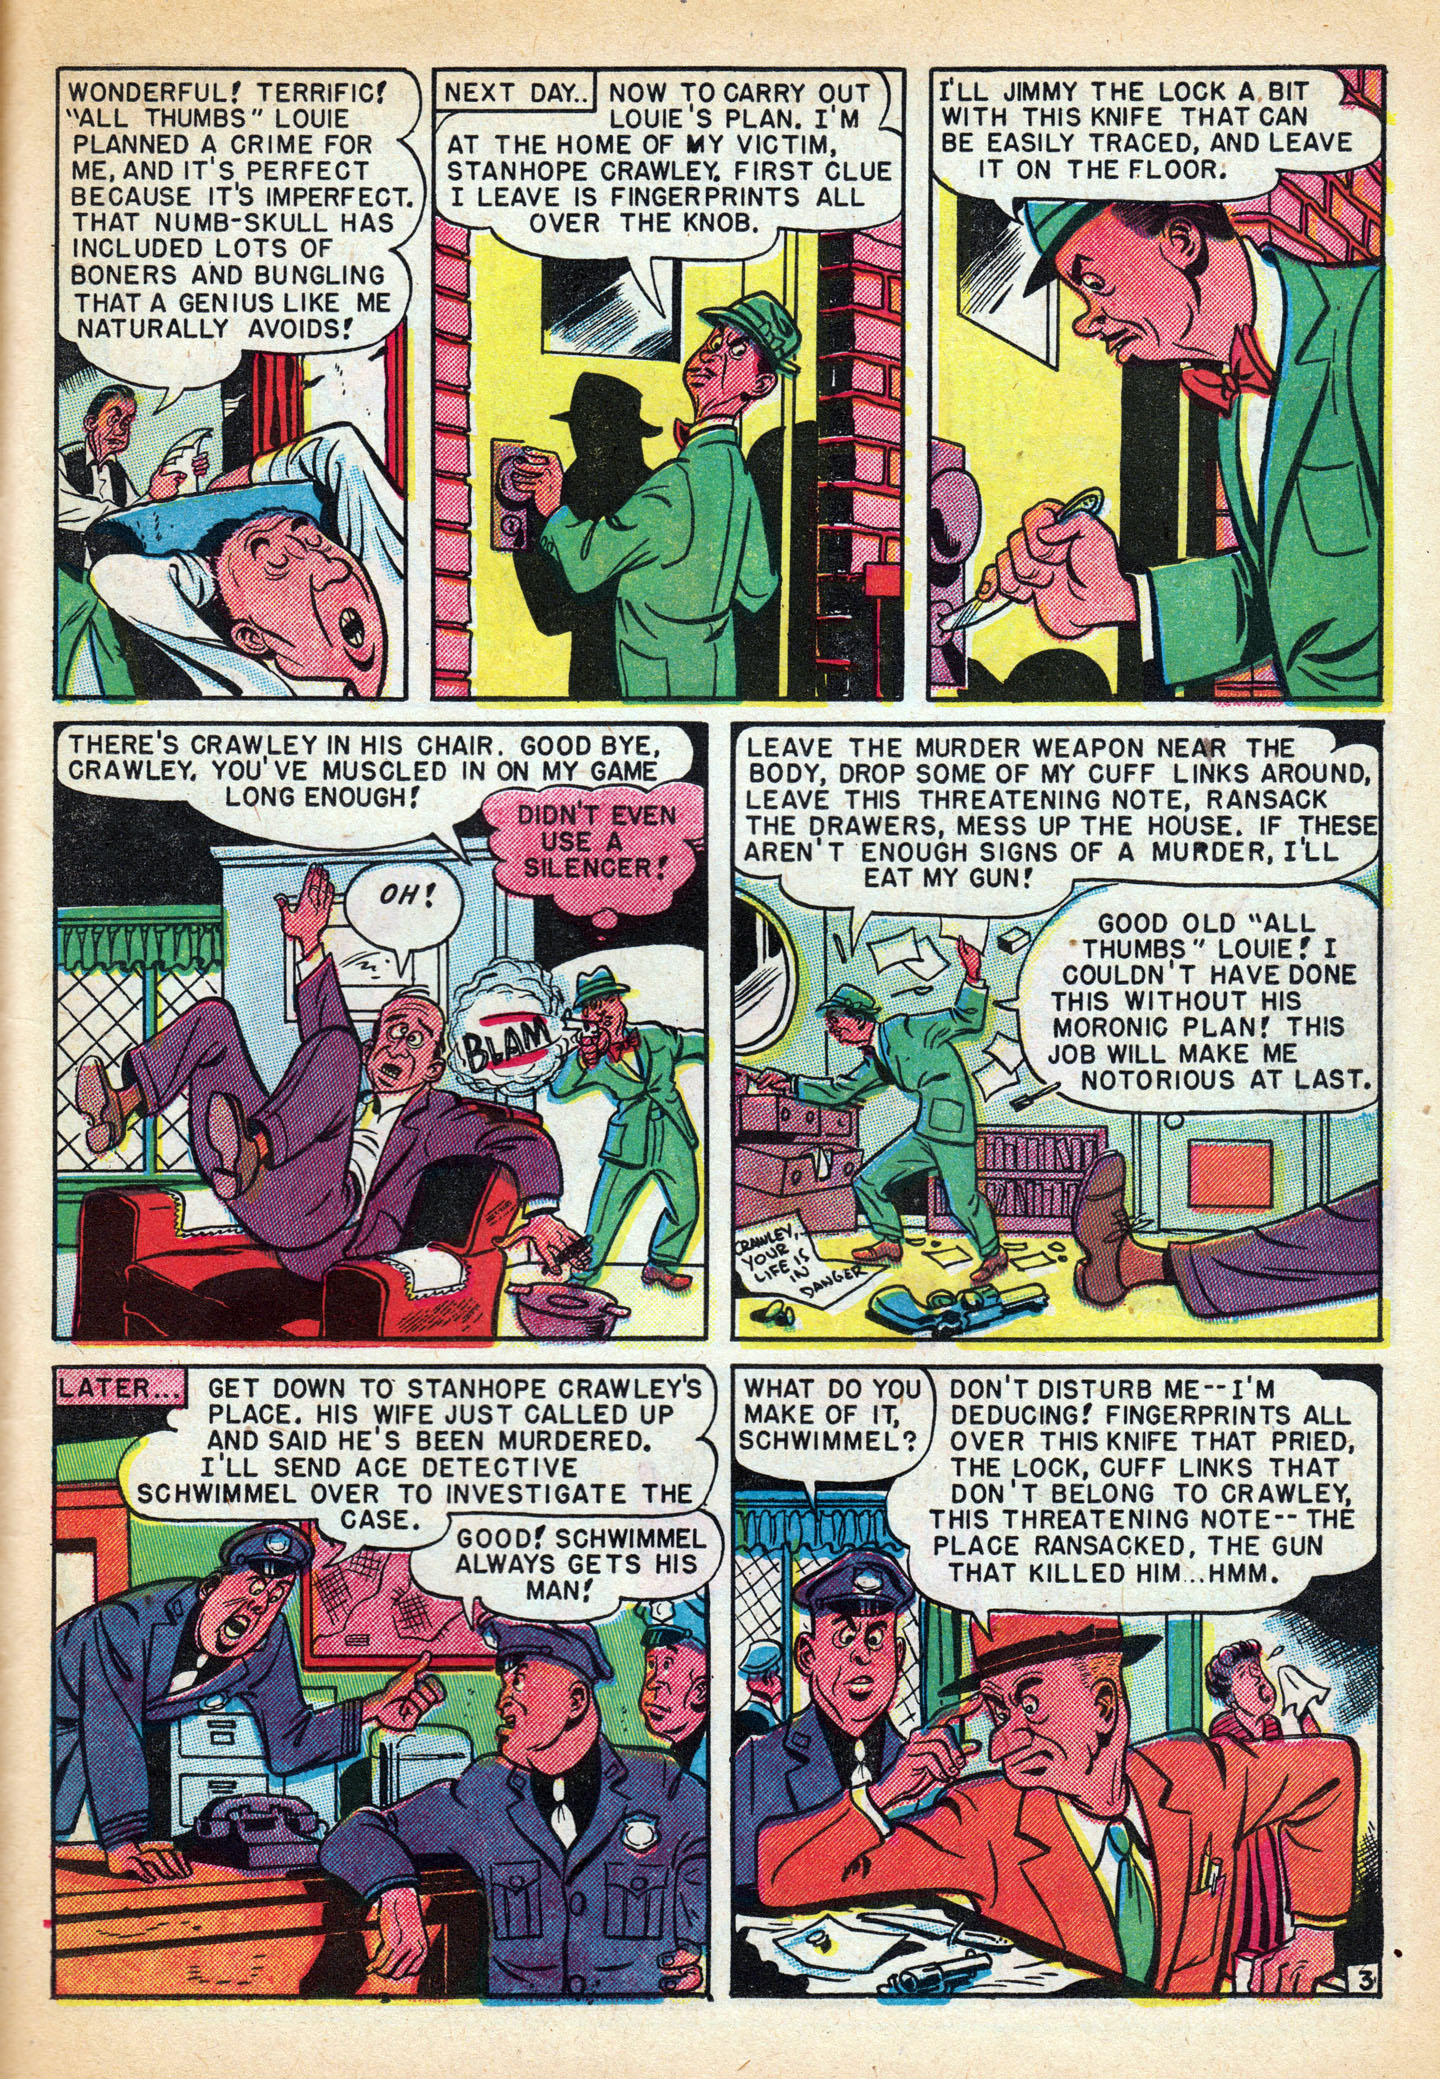 WONDERFUL! TERRIFIC!
"ALL THUMBS" LOUIE
PLANNED A CRIME FOR
ME, AND IT'S PERFECT
BECAUSE IT'S IMPERFECT.
THAT NUMB-SKULL HAS
INCLUDED LOTS OF
BONERS AND BUNGLING
THAT A GENIUS LIKE ME
NATURALLY AVOIDS!
NEXT DAY..
NOW TO CARRY OUT
LOUIE'S PLAN. I'M
AT THE HOME OF MY VICTIM,
STANHOPE CRAWLEY. FIRST CLUE
I LEAVE IS FINGERPRINTS ALL
OVER THE KNOB.
I'LL JIMMY THE LOCK A BIT
WITH THIS KNIFE THAT CAN
BE EASILY TRACED, AND LEAVE
IT ON THE FLOOR.
THERE'S CRAWLEY IN HIS CHAIR. GOOD BYE,
CRAWLEY. YOU'VE MUSCLED IN ON MY GAME
LONG ENOUGH!
DIDN'T EVEN
USE A
SILENCER!
OH!
BLAM
LEAVE THE MURDER WEAPON NEAR THE
BODY, DROP SOME OF MY CUFF LINKS AROUND,
LEAVE THIS THREATENING NOTE, RANSACK
THE DRAWERS, MESS UP THE HOUSE. IF THESE
AREN'T ENOUGH SIGNS OF A MURDER, I'LL
EAT MY GUN!
GOOD OLD "ALL
THUMBS" LOUIE! I
COULDN'T HAVE DONE
THIS WITHOUT HIS
MORONIC PLAN! THIS
JOB WILL MAKE ME
NOTORIOUS AT LAST.
CRAWLEY,
YOUR
LIFE IS
IN
DANGER
LATER...
GET DOWN TO STANHOPE CRAWLEY'S
PLACE. HIS WIFE JUST CALLED UP
AND SAID HE'S BEEN MURDERED.
I'LL SEND ACE DETECTIVE
SCHWIMMEL OVER TO INVESTIGATE THE
CASE.
GOOD! SCHWIMMEL
ALWAYS GETS HIS
MAN!
WHAT DO YOU
MAKE OF IT,
SCHWIMMEL?
DON'T DISTURB ME--I'M
DEDUCING! FINGERPRINTS ALL
OVER THIS KNIFE THAT PRIED,
THE LOCK, CUFF LINKS THAT
DON'T BELONG TO CRAWLEY,
THIS THREATENING NOTE--THE
PLACE RANSACKED, THE GUN
THAT KILLED HIM...HMM.
3